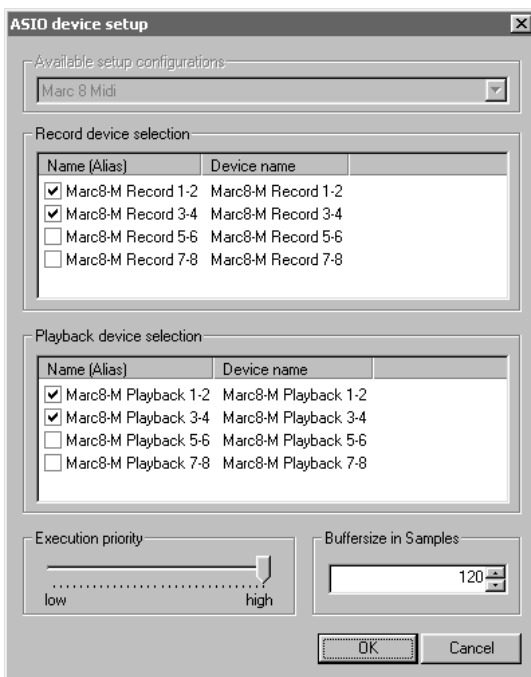 ASIO device setup
Available setup configurations
Marc 8 Midi
Record device selection
Name (Alias) Device name
Marc8-M Record 1-2 Marc8-M Record 1-2
Marc8-M Record 3-4 Marc8-M Record 3-4
Marc8-M Record 5-6 Marc8-M Record 5-6
Marc8-M Record 7-8 Marc8-M Record 7-8
Playback device selection
Name (Alias) Device name
Marc8-M Playback 1-2 Marc8-M Playback 1-2
Marc8-M Playback 3-4 Marc8-M Playback 3-4
Marc8-M Playback 5-6 Marc8-M Playback 5-6
Marc8-M Playback 7-8 Marc8-M Playback 7-8
Execution priority
low high
Buffersize in Samples
120
OK Cancel